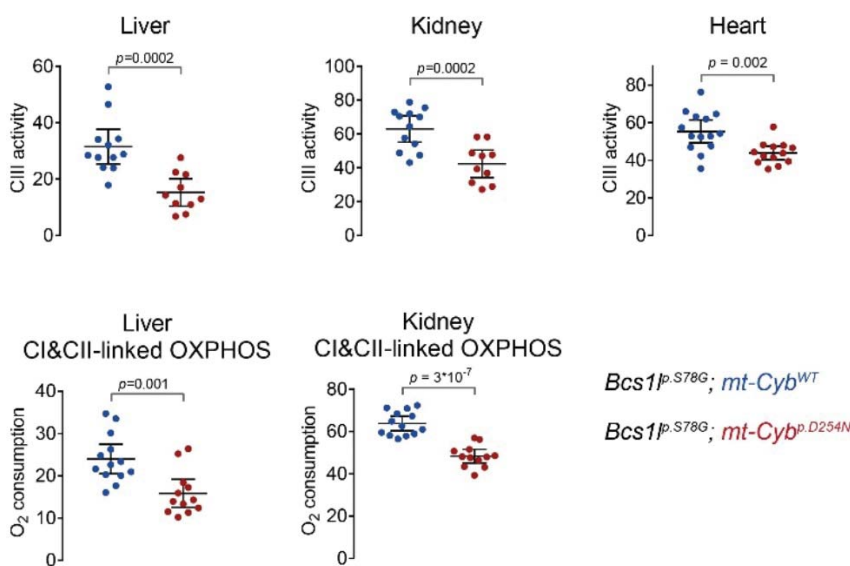 Liver
p=0.0002
CIII activity
60
40
20
0
Kidney
p=0.0002
CIII activity
100
80
60
40
20
0
Heart
p = 0.002
CIII activity
80
60
40
20
0
Liver
CI&CII-linked OXPHOS
p=0.001
O₂ consumption
40
30
20
10
0
Kidney
CI&CII-linked OXPHOS
p = 3*10⁻⁷
O₂ consumption
80
60
40
20
0
Bcs1lᵖ·ˢ⁷⁸ᴳ; mt-Cybᵂᵀ
Bcs1lᵖ·ˢ⁷⁸ᴳ; mt-Cybᵖ·ᴰ²⁵⁴ᴺ